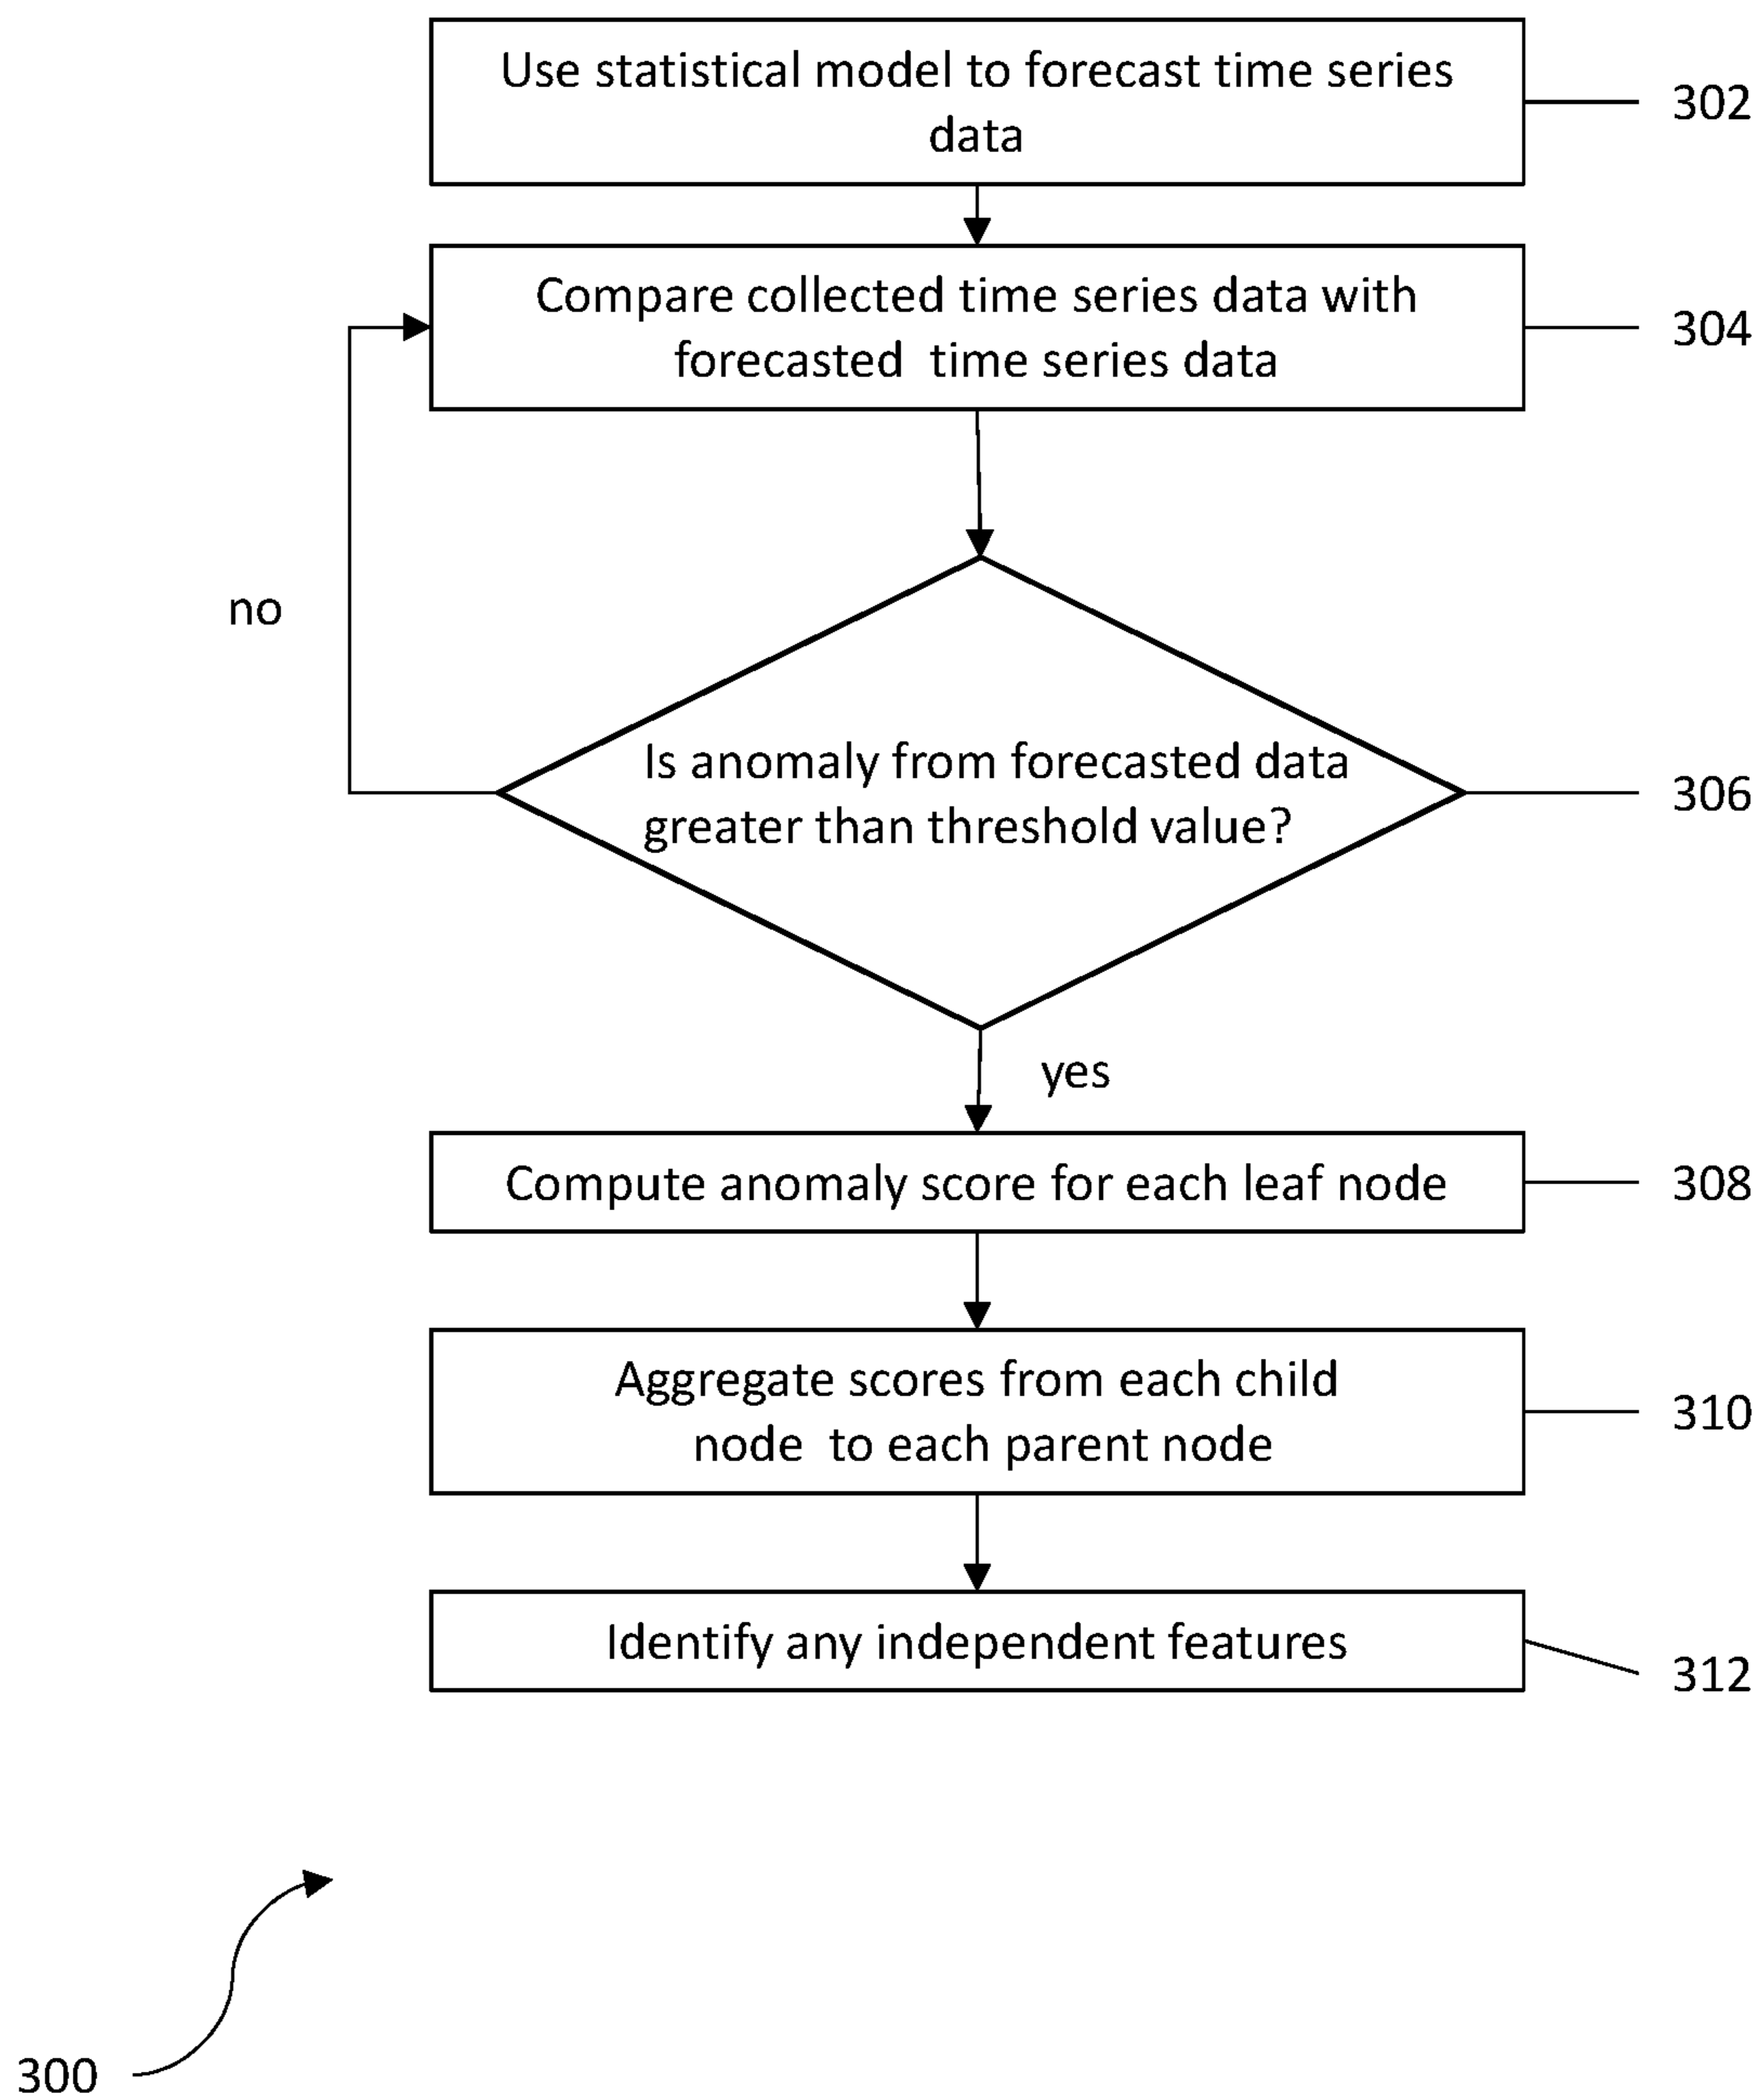 Use statistical model to forecast time series
data
302
Compare collected time series data with
forecasted time series data
304
no
Is anomaly from forecasted data
greater than threshold value?
306
yes
Compute anomaly score for each leaf node
308
Aggregate scores from each child
node to each parent node
310
Identify any independent features
312
300